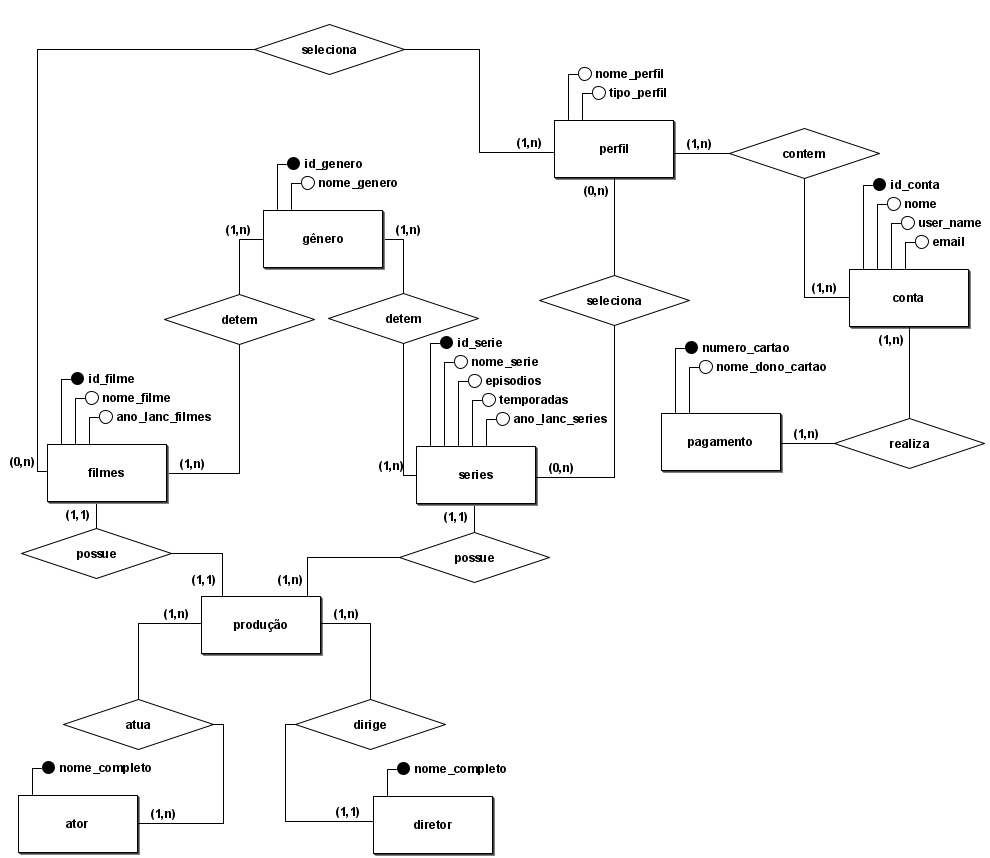 seleciona
nome_perfil
tipo_perfil
(1,n)
perfil
(1,n)
contem
(0,n)
id_genero
nome_genero
(1,n)
gênero
(1,n)
id_conta
nome
user_name
email
(1,n)
conta
(1,n)
detem
detem
seleciona
id_serie
nome_serie
episodios
temporadas
ano_lanc_series
numero_cartao
nome_dono_cartao
id_filme
nome_filme
ano_lanc_filmes
pagamento
(1,n)
realiza
(0,n)
filmes
(1,n)
(1,n)
series
(0,n)
(1,1)
(1,1)
possue
possue
(1,1)
(1,n)
(1,n)
produção
(1,n)
atua
dirige
nome_completo
nome_completo
ator
(1,n)
(1,1)
diretor